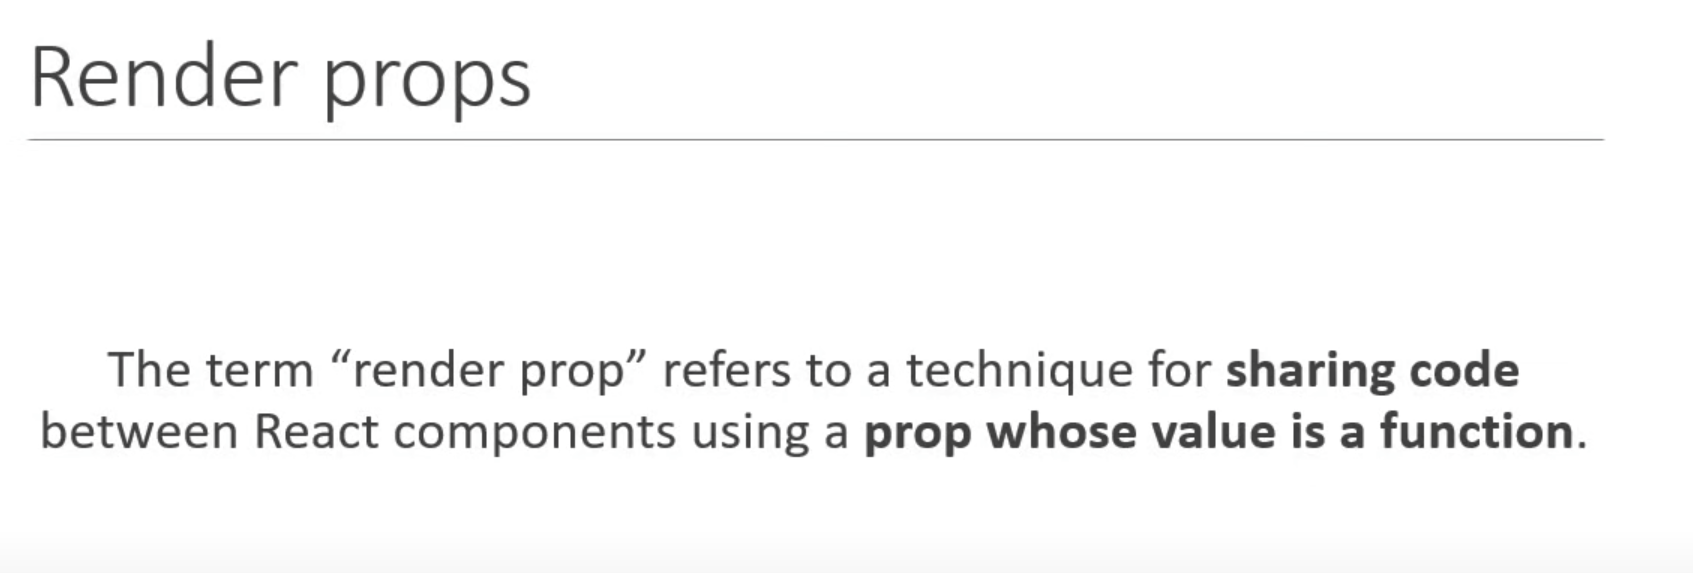 Render props
The term “render prop” refers to a technique for sharing code
between React components using a prop whose value is a function.